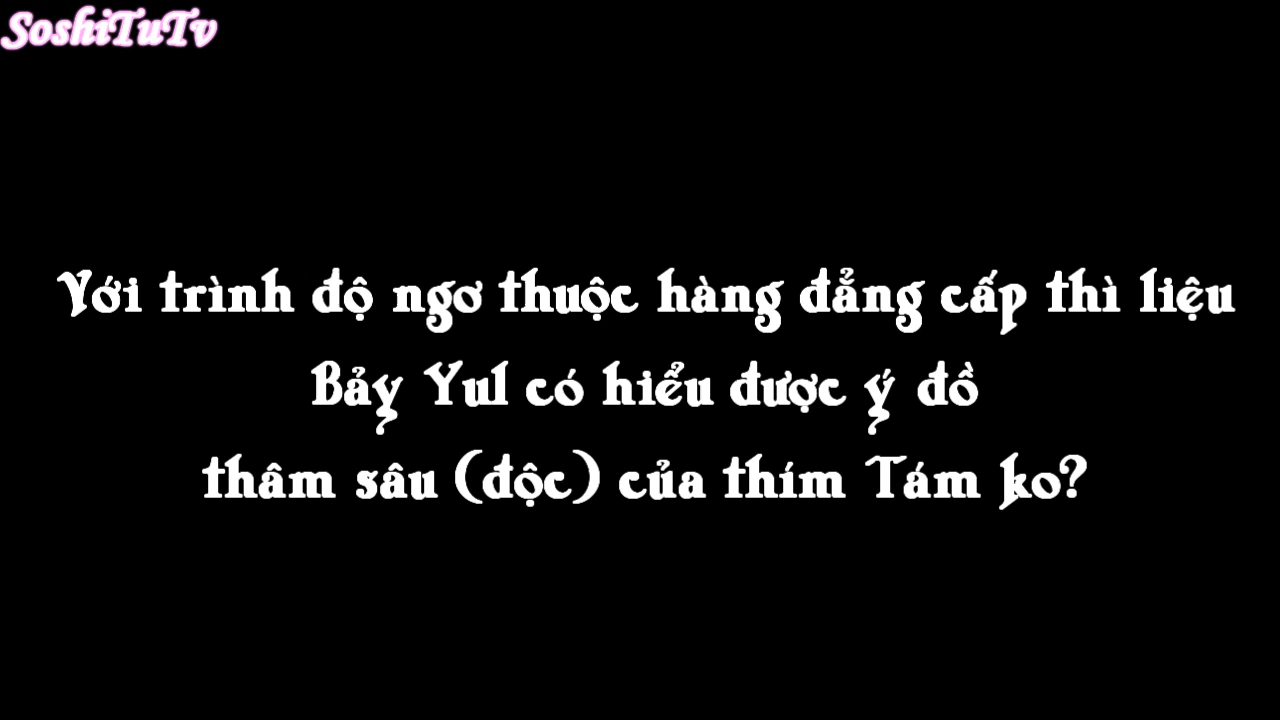 SoshiTuTv
Với trình độ ngơ thuộc hàng đẳng cấp thì liệu
Bảy Yul có hiểu được ý đồ
thâm sâu (độc) của thím Tám ko?